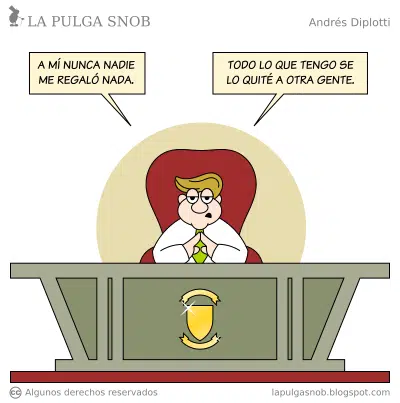 LA PULGA SNOB
Andrés Diplotti
A MÍ NUNCA NADIE
ME REGALÓ NADA.
TODO LO QUE TENGO SE
LO QUITÉ A OTRA GENTE.
cc Algunos derechos reservados
lapulgasnob.blogspot.com